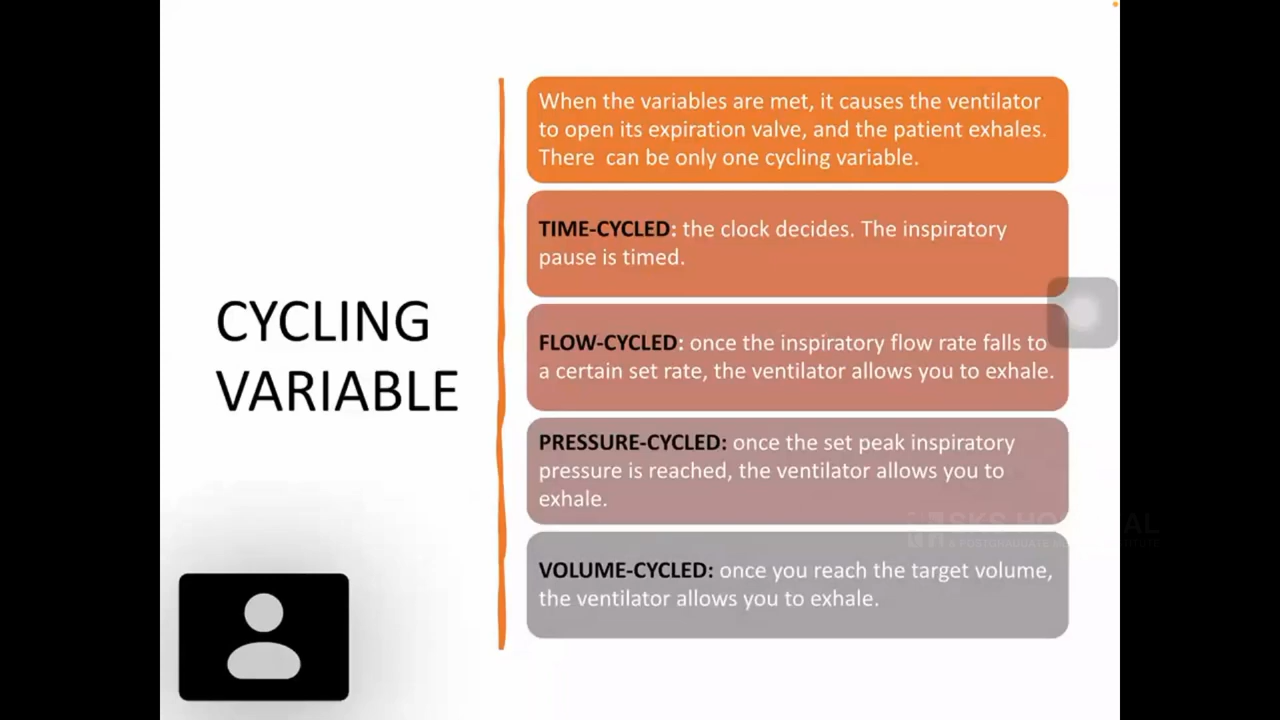 CYCLING
VARIABLE
When the variables are met, it causes the ventilator
to open its expiration valve, and the patient exhales.
There can be only one cycling variable.
TIME-CYCLED: the clock decides. The inspiratory
pause is timed.
FLOW-CYCLED: once the inspiratory flow rate falls to
a certain set rate, the ventilator allows you to exhale.
PRESSURE-CYCLED: once the set peak inspiratory
pressure is reached, the ventilator allows you to
exhale.
VOLUME-CYCLED: once you reach the target volume,
the ventilator allows you to exhale.
SKS